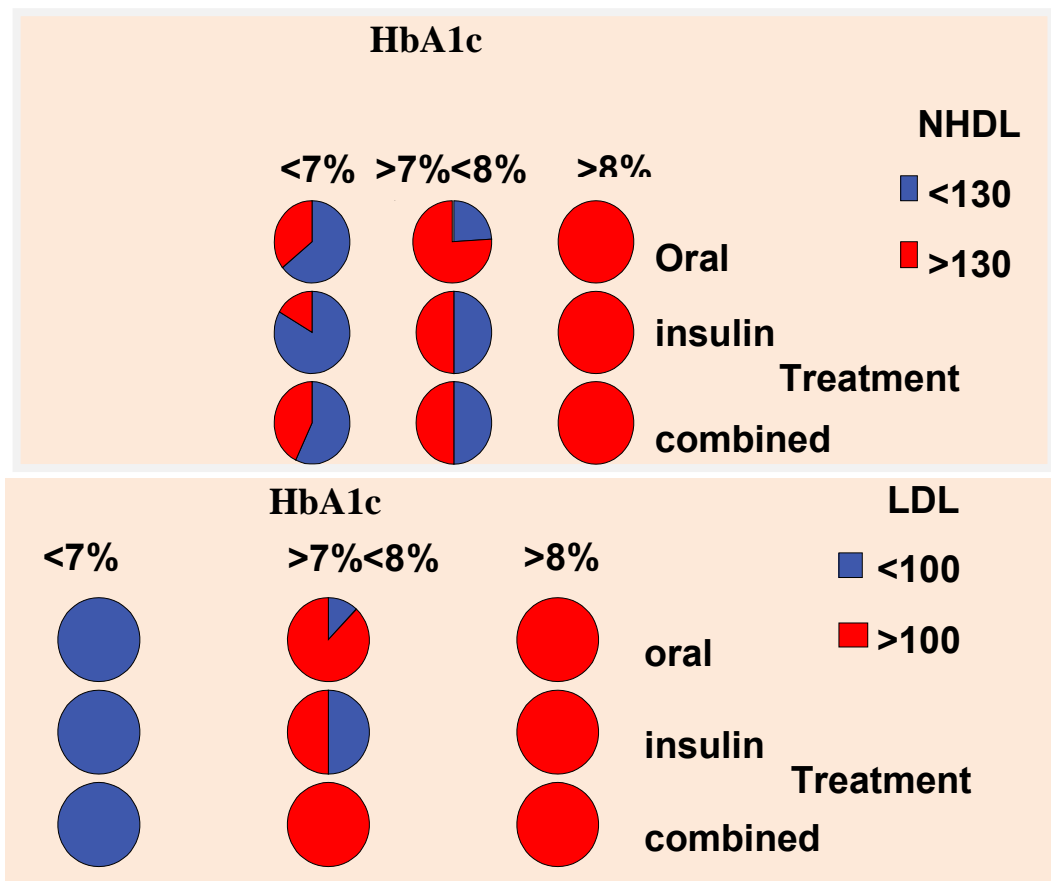 HbA1c
NHDL
<7% >7%<8% >8%
<130
>130
Oral
insulin
Treatment
combined
HbA1c
LDL
<7% >7%<8% >8%
<100
>100
oral
insulin
Treatment
combined